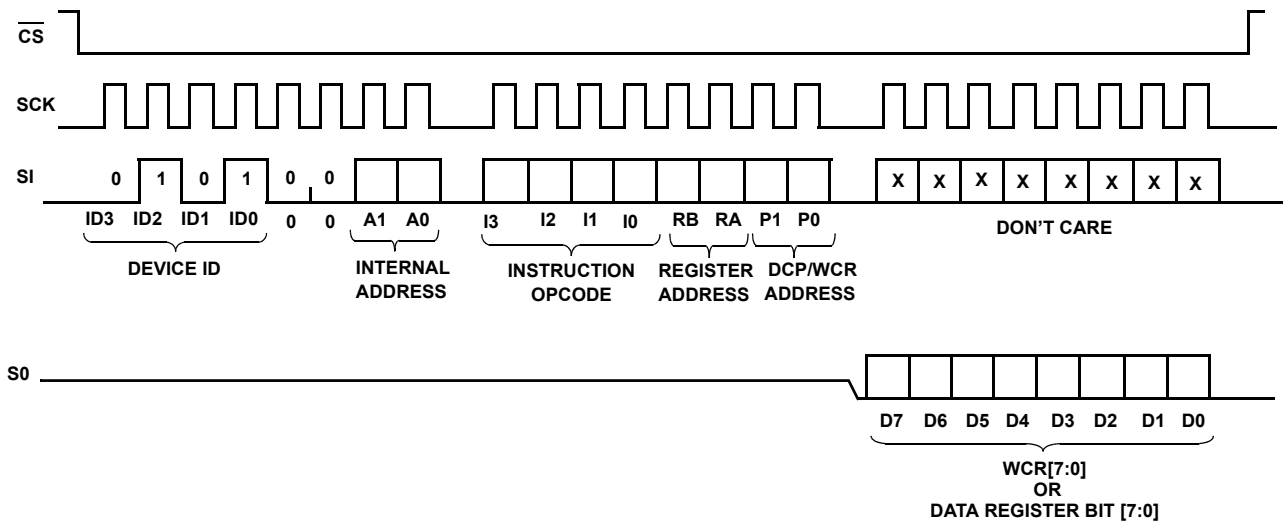 CS
SCK
SI
0 1 0 1 0 0
X X X X X X X X
ID3 ID2 ID1 ID0 0 0 A1 A0 I3 I2 I1 I0 RB RA P1 P0
DON'T CARE
DEVICE ID
INTERNAL
ADDRESS
INSTRUCTION
OPCODE
REGISTER
ADDRESS
DCP/WCR
ADDRESS
S0
D7 D6 D5 D4 D3 D2 D1 D0
WCR[7:0]
OR
DATA REGISTER BIT [7:0]